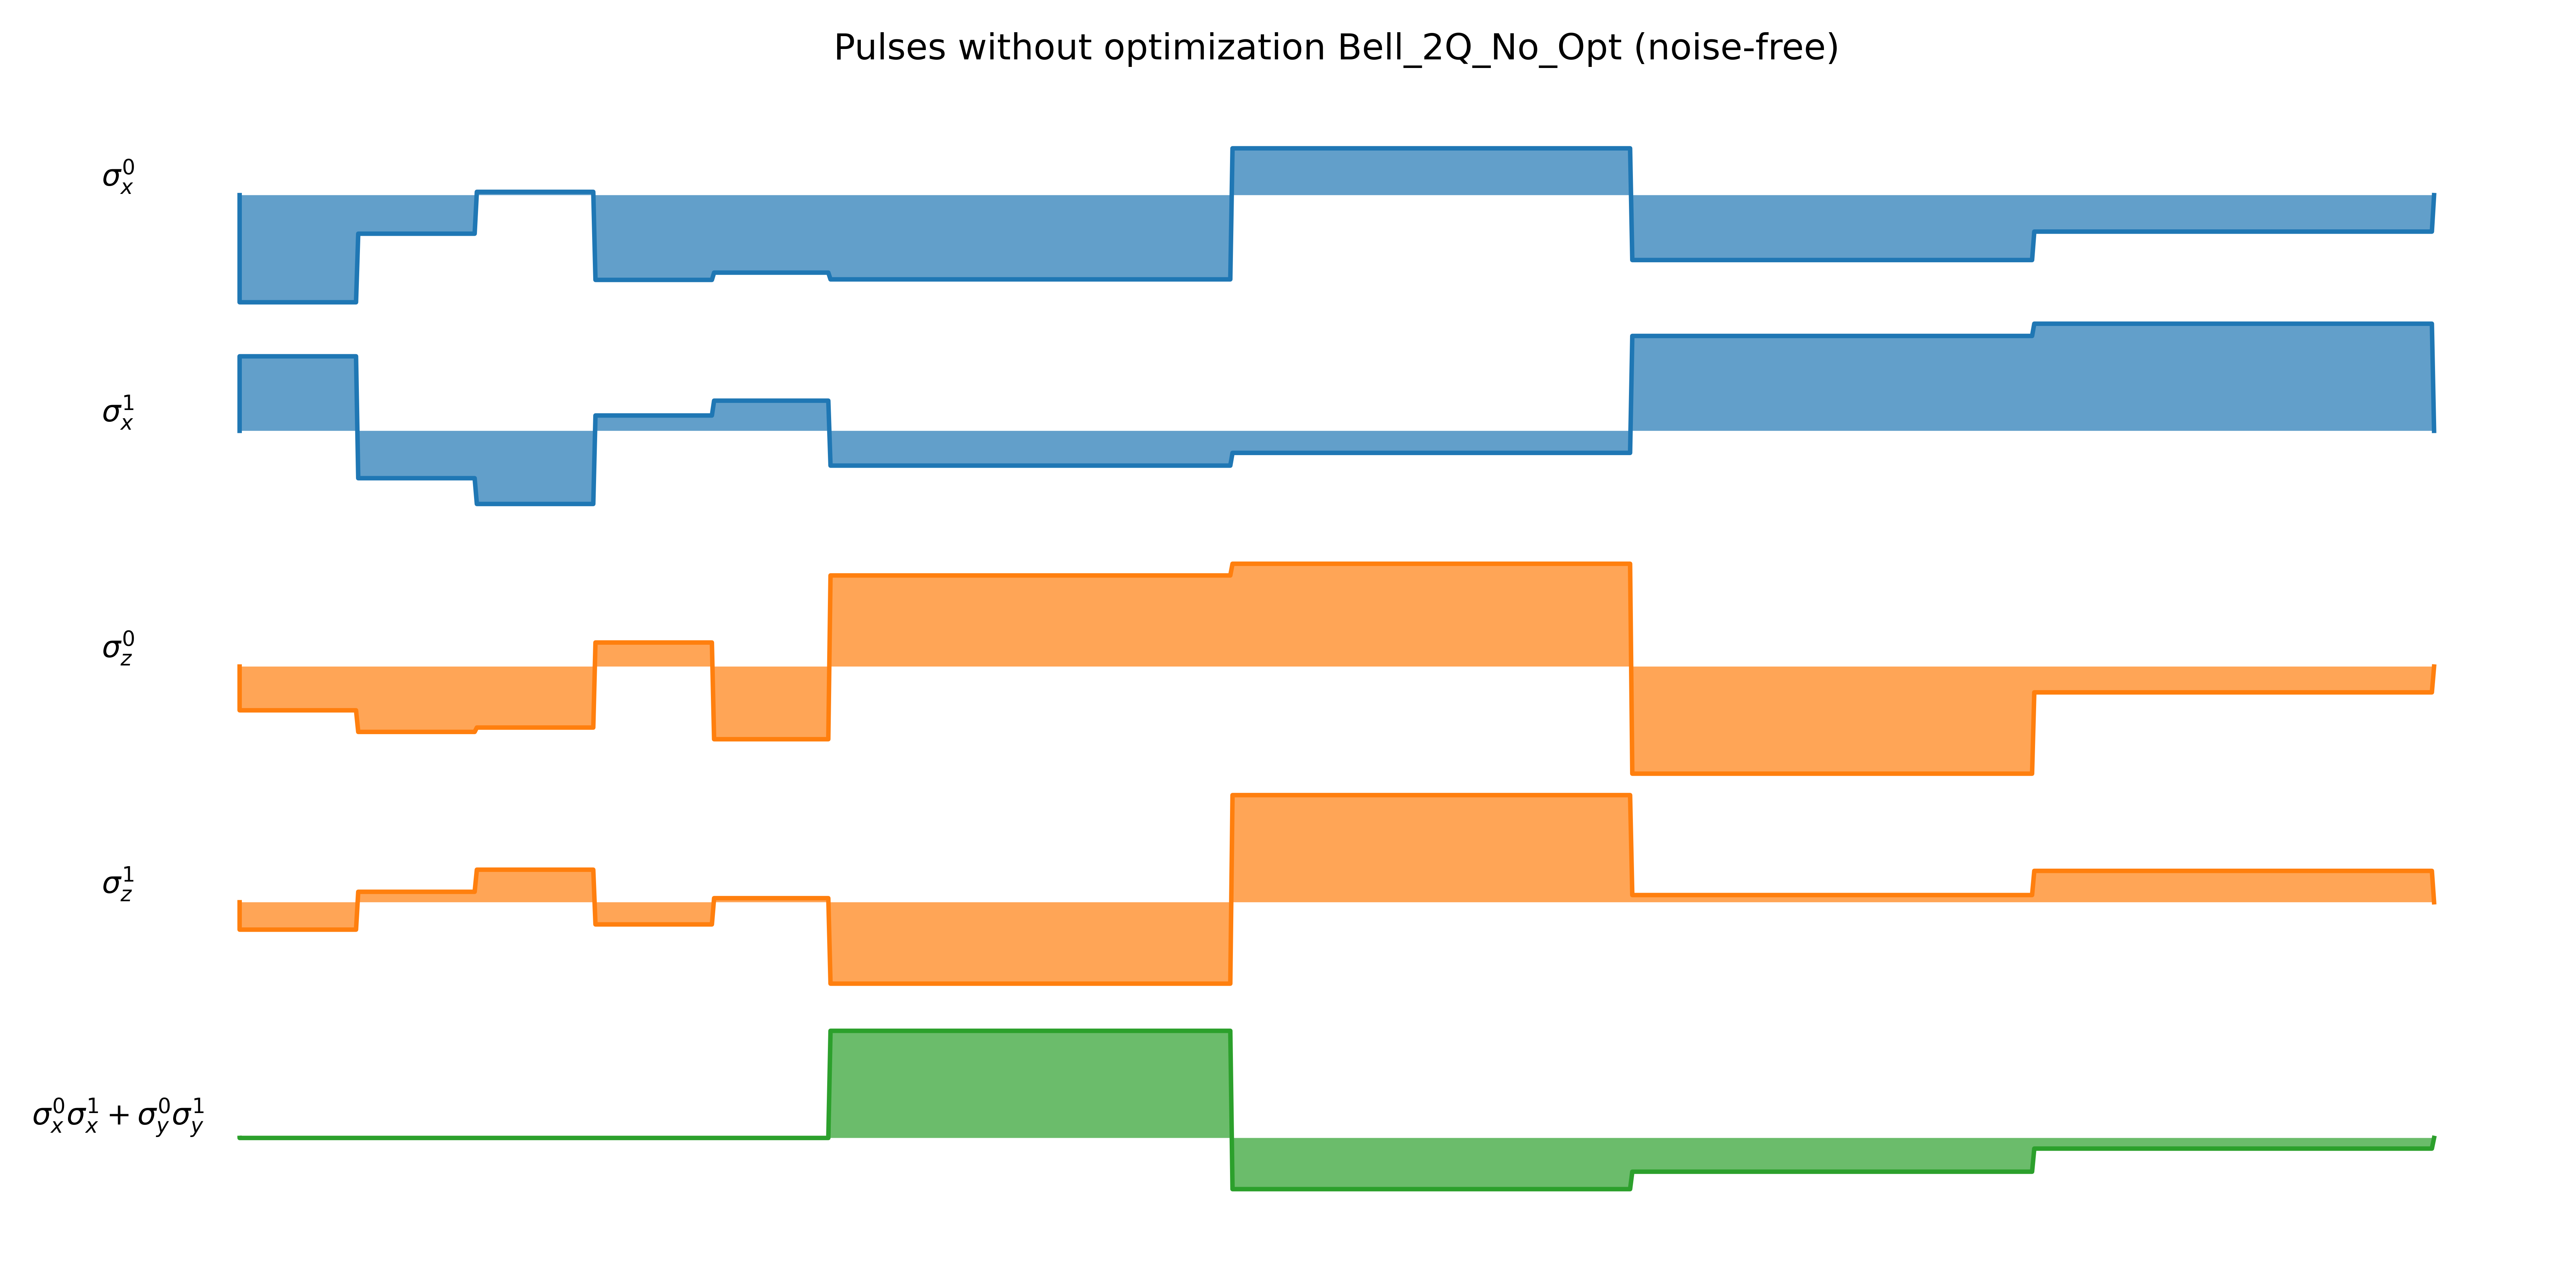 Pulses without optimization Bell_2Q_No_Opt (noise-free)
σ_x^0
σ_x^1
σ_z^0
σ_z^1
σ_x^0σ_x^1 + σ_y^0σ_y^1